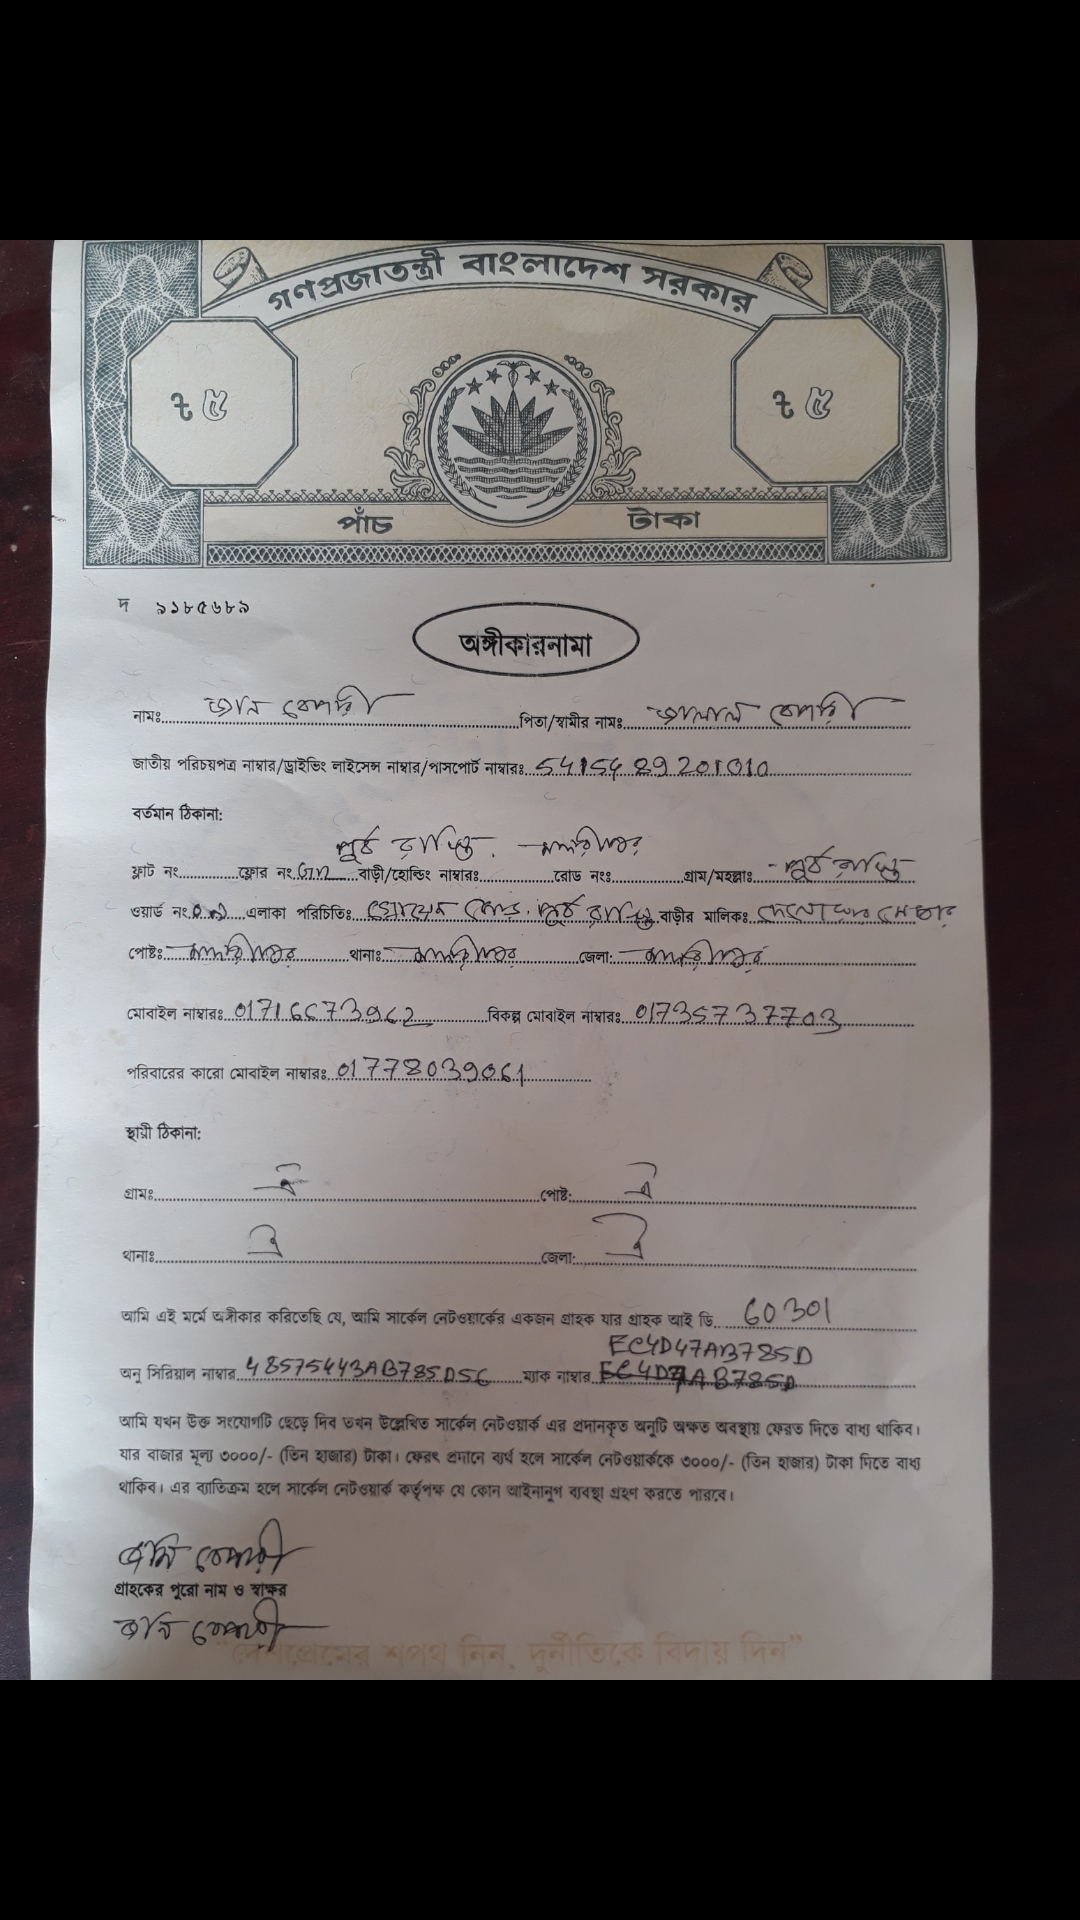 গণপ্রজাতন্ত্রী বাংলাদেশ সরকার
৳ ৫ ৳ ৫
পাঁচ টাকা
দ ৯১৮৫৬৮৯
অঙ্গীকারনামা
নামঃ বেপারী পিতা/স্বামীর নামঃ বেপারী
জাতীয় পরিচয়পত্র নাম্বার/ড্রাইভিং লাইসেন্স নাম্বার/পাসপোর্ট নাম্বারঃ 5415429201010
বর্তমান ঠিকানা:
পূর্ব রাস্তি, মাদারীপুর
ফ্লাট নং ফ্লোর নং বাড়ী/হোল্ডিং নাম্বারঃ রোড নংঃ গ্রাম/মহল্লাঃ পূর্ব রাস্তি
ওয়ার্ড নং এলাকা পরিচিতিঃ পূর্ব রাস্তি বাড়ীর মালিকঃ
পোষ্টঃ মাদারীপুর থানাঃ মাদারীপুর জেলা: মাদারীপুর
মোবাইল নাম্বারঃ 01716673962 বিকল্প মোবাইল নাম্বারঃ 01735737703
পরিবারের কারো মোবাইল নাম্বারঃ 01778039061
স্থায়ী ঠিকানা:
গ্রামঃ ঐ পোষ্ট: ঐ
থানাঃ ঐ জেলা: ঐ
আমি এই মর্মে অঙ্গীকার করিতেছি যে, আমি সার্কেল নেটওয়ার্কের একজন গ্রাহক যার গ্রাহক আই ডি 60301
EC4D47AB785D
অনু সিরিয়াল নাম্বার 48575443AB785D5C ম্যাক নাম্বার
আমি যখন উক্ত সংযোগটি ছেড়ে দিব তখন উল্লেখিত সার্কেল নেটওয়ার্ক এর প্রদানকৃত অনুটি অক্ষত অবস্থায় ফেরত দিতে বাধ্য থাকিব।
যার বাজার মূল্য ৩০০০/- (তিন হাজার) টাকা। ফেরৎ প্রদানে ব্যর্থ হলে সার্কেল নেটওয়ার্ককে ৩০০০/- (তিন হাজার) টাকা দিতে বাধ্য
থাকিব। এর ব্যতিক্রম হলে সার্কেল নেটওয়ার্ক কর্তৃপক্ষ যে কোন আইনানুগ ব্যবস্থা গ্রহণ করতে পারবে।
বেপারী
গ্রাহকের পুরো নাম ও স্বাক্ষর
বেপারী
"দেশপ্রেমের শপথ নিন, দুর্নীতিকে বিদায় দিন"